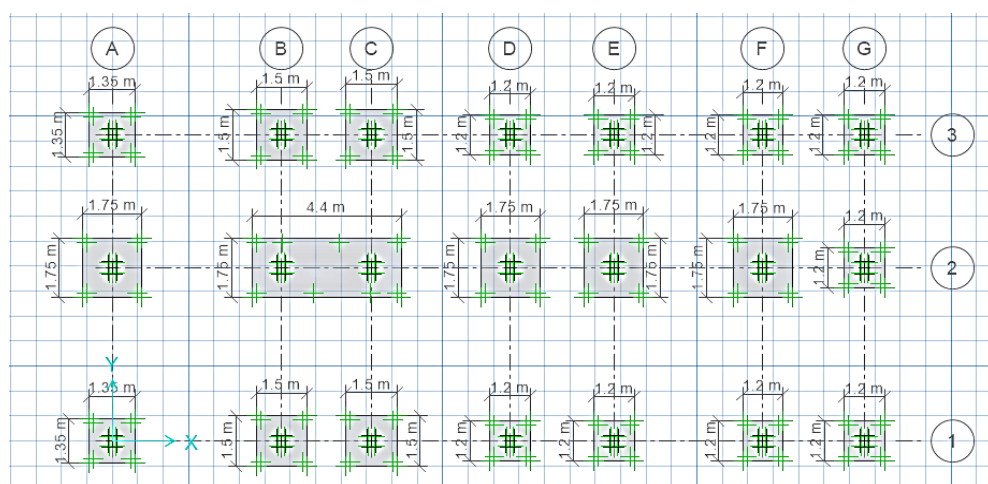 A B C D E F G
1.35 m 1.5 m 1.5 m 1.2 m 1.2 m 1.2 m 1.2 m
1.35 m 1.5 m 1.5 m 1.2 m 1.2 m 1.2 m 1.2 m 3
1.75 m 4.4 m 1.75 m 1.75 m 1.75 m 1.2 m
1.75 m 1.75 m 1.75 m 1.75 m 1.75 m 1.2 m 2
Y
1.35 m 1.5 m 1.5 m 1.2 m 1.2 m 1.2 m 1.2 m
1.35 m X 1.5 m 1.5 m 1.2 m 1.2 m 1.2 m 1.2 m 1